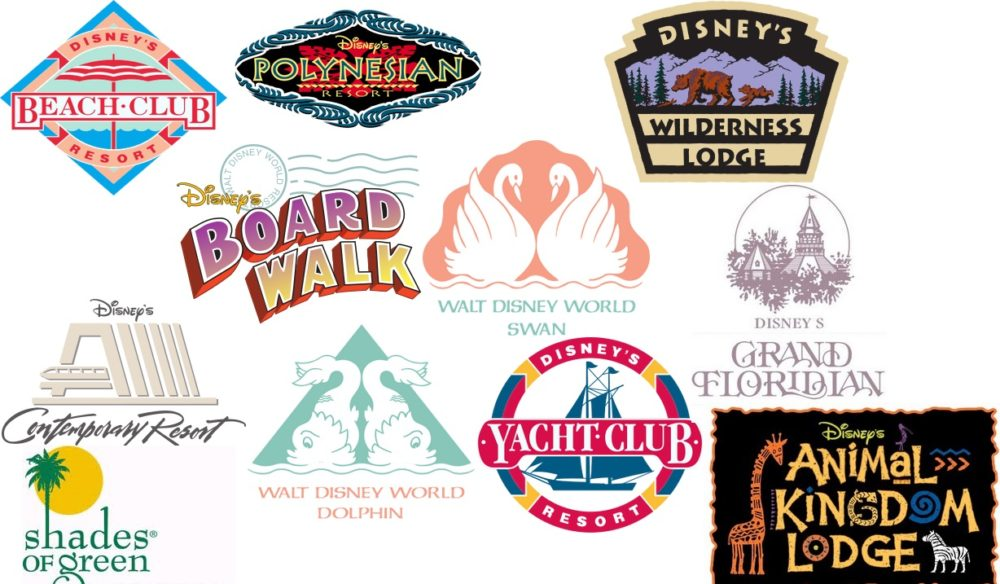 DISNEY'S
BEACH·CLUB
RESORT
Disney's
POLYNESIAN
RESORT
DISNEY'S
WILDERNESS
LODGE
WALT DISNEY WORLD RES
Disney's
BOARD
WALK
WALT DISNEY WORLD
SWAN
DISNEY S
GRAND
FLORIDIAN
Disney's
Contemporary Resort
WALT DISNEY WORLD
DOLPHIN
DISNEY'S
·YACHT·CLUB·
RESORT
Disney's
ANIMAL
KINGDOM
LODGE
shades®
OF green